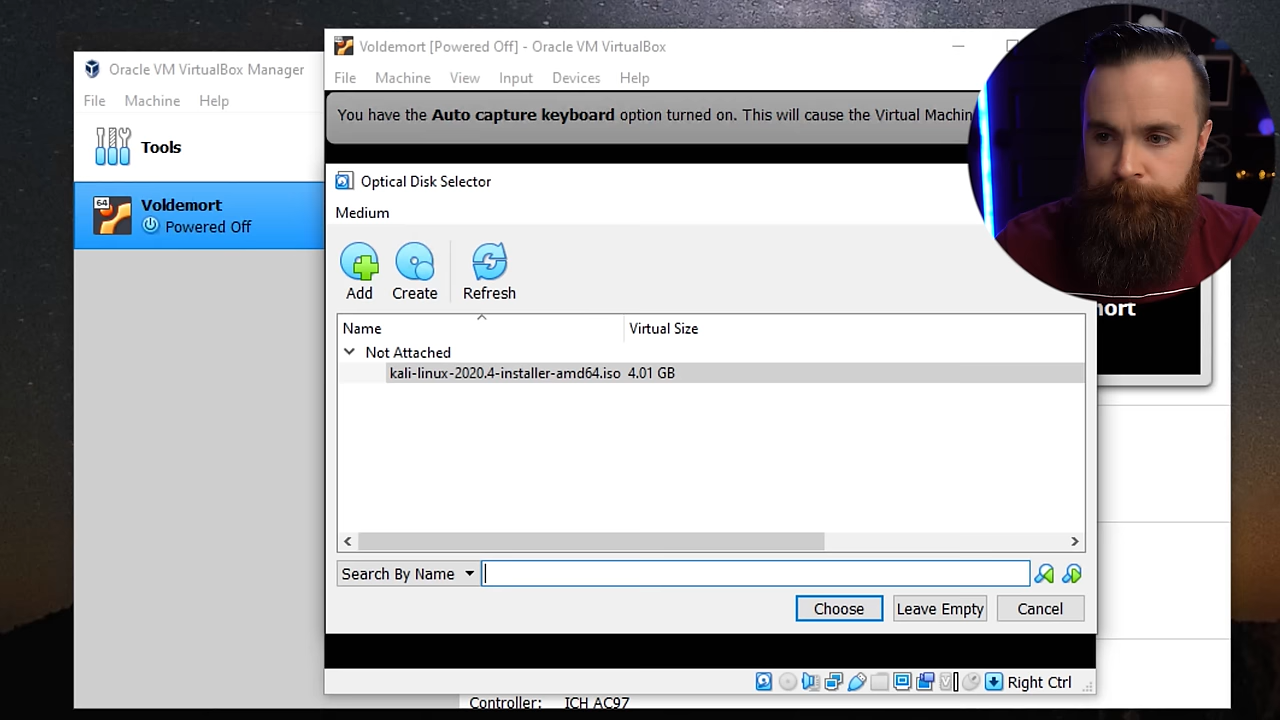 Oracle VM VirtualBox Manager
File Machine Help
Tools
64
Voldemort
Powered Off
Voldemort [Powered Off] - Oracle VM VirtualBox
File Machine View Input Devices Help
You have the Auto capture keyboard option turned on. This will cause the Virtual Machin
Optical Disk Selector
Medium
Add Create Refresh
Name Virtual Size
Not Attached
kali-linux-2020.4-installer-amd64.iso 4.01 GB
Search By Name
Choose Leave Empty Cancel
Right Ctrl
Controller: ICH AC97